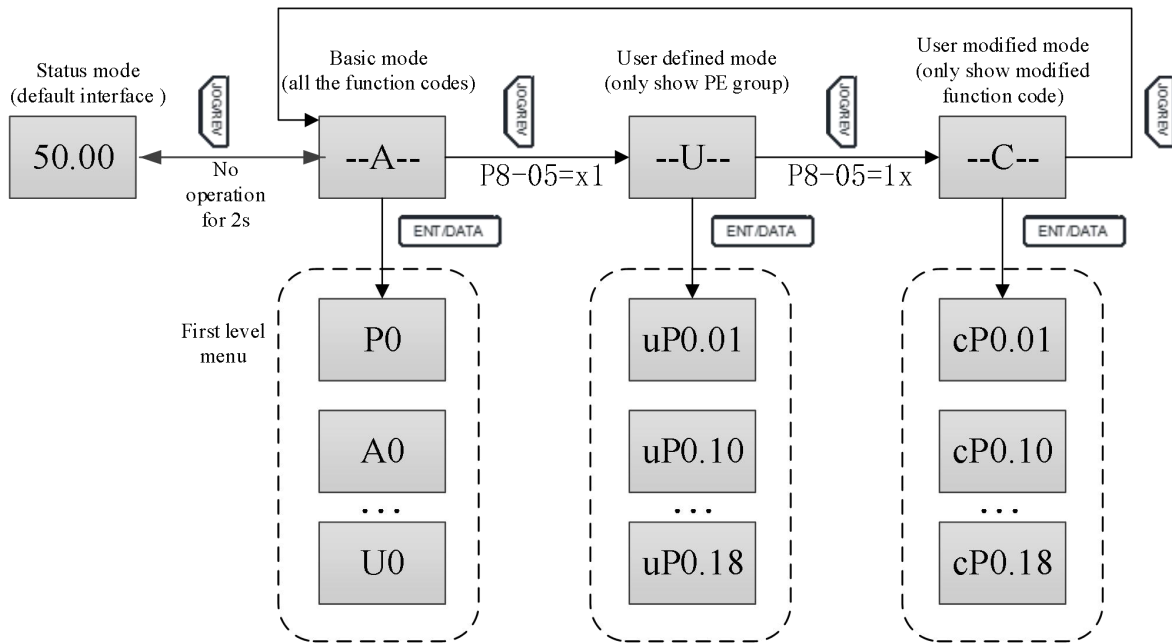 Status mode
(default interface )
50.00
JOG/REV
No
operation
for 2s
Basic mode
(all the function codes)
--A--
JOG/REV
P8-05=x1
User defined mode
(only show PE group)
--U--
JOG/REV
P8-05=1x
User modified mode
(only show modified
function code)
--C--
JOG/REV
ENT/DATA
ENT/DATA
ENT/DATA
First level
menu
P0
A0
...
U0
uP0.01
uP0.10
...
uP0.18
cP0.01
cP0.10
...
cP0.18